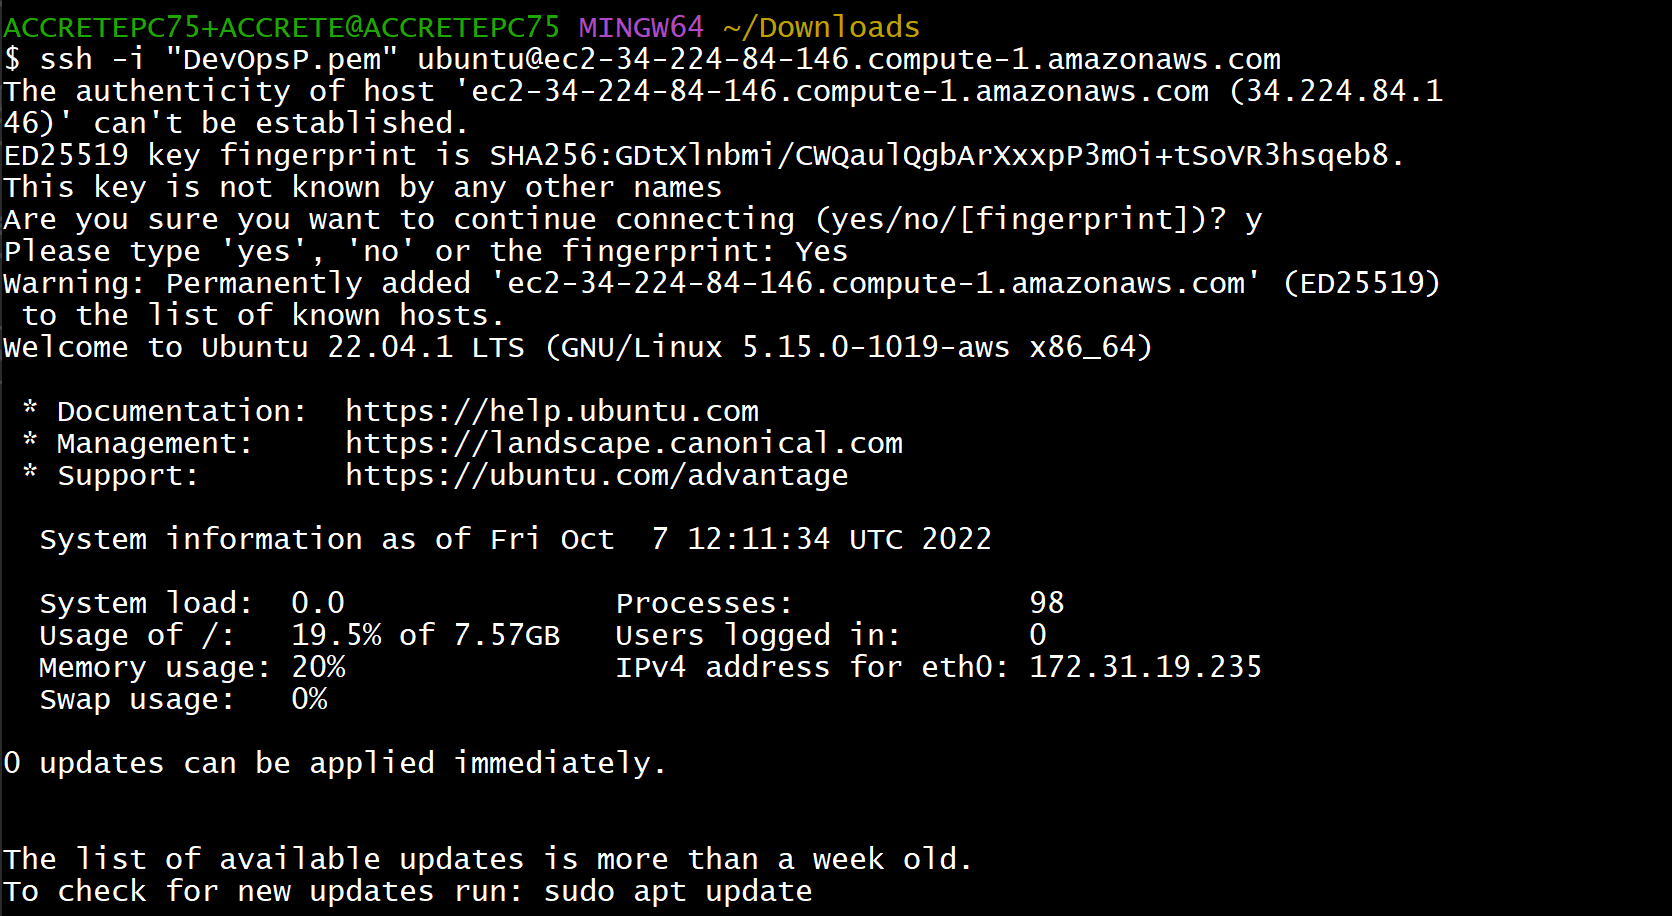 ACCRETEPC75+ACCRETE@ACCRETEPC75 MINGW64 ~/Downloads
$ ssh -i "DevOpsP.pem" ubuntu@ec2-34-224-84-146.compute-1.amazonaws.com
The authenticity of host 'ec2-34-224-84-146.compute-1.amazonaws.com (34.224.84.1
46)' can't be established.
ED25519 key fingerprint is SHA256:GDtXlnbmi/CWQaulQgbArXxxpP3mOi+tSoVR3hsqeb8.
This key is not known by any other names
Are you sure you want to continue connecting (yes/no/[fingerprint])? y
Please type 'yes', 'no' or the fingerprint: Yes
Warning: Permanently added 'ec2-34-224-84-146.compute-1.amazonaws.com' (ED25519)
 to the list of known hosts.
Welcome to Ubuntu 22.04.1 LTS (GNU/Linux 5.15.0-1019-aws x86_64)

 * Documentation:  https://help.ubuntu.com
 * Management:     https://landscape.canonical.com
 * Support:        https://ubuntu.com/advantage

  System information as of Fri Oct  7 12:11:34 UTC 2022

  System load:  0.0               Processes:             98
  Usage of /:   19.5% of 7.57GB   Users logged in:       0
  Memory usage: 20%               IPv4 address for eth0: 172.31.19.235
  Swap usage:   0%

0 updates can be applied immediately.


The list of available updates is more than a week old.
To check for new updates run: sudo apt update